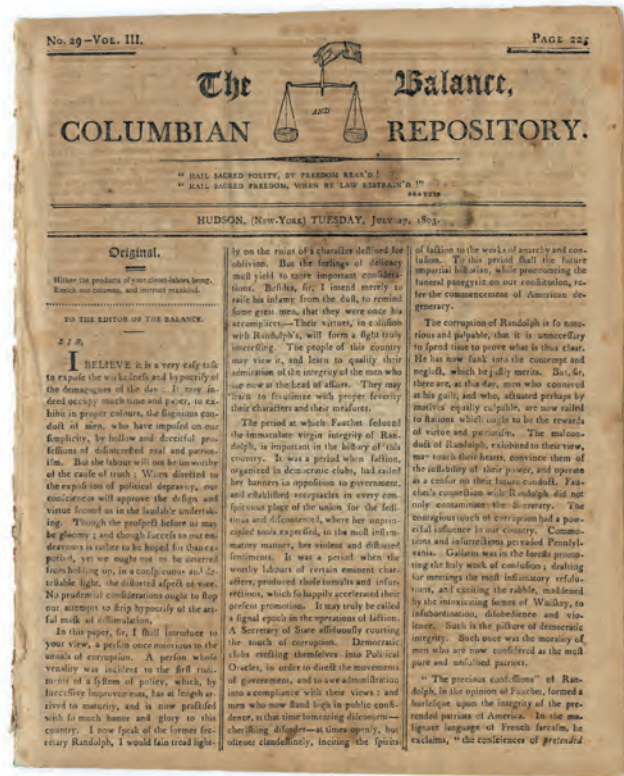 No. 29—Vol. III.
Page 225
The Balance,
AND
COLUMBIAN REPOSITORY.
" HAIL SACRED POLITY, BY FREEDOM REAR'D !
" HAIL SACRED FREEDOM, WHEN BY LAW RESTRAIN'D !"
BEATTIE
HUDSON, (New-York) TUESDAY, July 27, 1803.
Original.
Hither the products of your closet-labors bring,
Enrich our columns, and instruct mankind.
TO THE EDITOR OF THE BALANCE.
SIR,
I BELIEVE it is a very easy task
to expose the wickedness and hypocrisy of
the demagogues of the day. It may in-
deed occupy much time and paper, to ex-
hibit in proper colours, the flagitious con-
duct of men, who have imposed on our
simplicity, by hollow and deceitful pro-
fessions of disinterested zeal and patriot-
ism. But the labour will not be unworthy
of the cause of truth ; When directed to
the exposition of political depravity, our
consciences will approve the design and
virtue second us in the laudable undertak-
ing. Though the prospect before us may
be gloomy ; and though success to our en-
deavours is rather to be hoped for than ex-
pected, yet we ought not to be deterred
from holding up, in a conspicuous and de-
testable light, the distorted aspect of vice.
No prudential considerations ought to stop
our attempts to strip hypocrisy of the art-
ful mask of dissimulation.
In this paper, sir, I shall introduce to
your view, a person once notorious in the
annals of corruption. A person whose
venality was incident to the first rudi-
ments of a system of policy, which, by
successive improvements, has at length ar-
rived to maturity, and is now practised
with so much honor and glory to this
country. I now speak of the former sec-
retary Randolph, I would fain tread light-
ly on the ruins of a character destined for
oblivion. But the feelings of delicacy
must yield to more important considera-
tions. Besides, sir, I intend merely to
raise his infamy from the dust, to remind
some great men, that they were once his
accomplices.—Their virtues, in collision
with Randolph's, will form a sight truly
interesting. The people of this country
may view it, and learn to qualify their
admiration of the integrity of the men who
are now at the head of affairs. They may
learn to scrutinize with proper severity
their characters and their measures.
The period at which Fauchet seduced
the immaculate virgin integrity of Ran-
dolph, is important in the history of this
country. It was a period when faction,
organized in democratic clubs, had raised
her banners in opposition to government,
and established receptacles in every con-
spicuous place of the union for the sedi-
tious and discontented, where her unprin-
cipled tools expressed, in the most inflam-
matory manner, her violent and distorted
sentiments. It was a period when the
worthy labours of certain eminent char-
acters, produced those tumults and insur-
rections, which so happily accelerated their
present promotion. It may truly be called
a signal epoch in the operations of faction.
A Secretary of State assiduously courting
the touch of corruption. Democratic
clubs erecting themselves into Political
Oracles, in order to direct the movements
of government, and to awe administration
into a compliance with their views : and
men who now stand high in public confi-
dence, at that time fomenting discontent—
cherishing disorder—at times openly, but
oftener clandestinely, inciting the spirits
of faction to the works of anarchy and con-
fusion. To this period shall the future
impartial historian, while pronouncing the
funeral panegyric on our constitution, re-
fer the commencement of American de-
generacy.
The corruption of Randolph is so noto-
rious and palpable, that it is unnecessary
to spend time to prove what is thus clear.
He has now sunk into the contempt and
neglect, which he justly merits. But, sir,
there are, at this day, men who connived
at his guilt, and who, actuated perhaps by
motives equally culpable, are now raised
to stations which ought to be the rewards
of virtue and patriotism. The miscon-
duct of Randolph, exhibited to their view,
may touch their hearts, convince them of
the instability of their power, and operate
as a censor on their future conduct. Fau-
chet's connection with Randolph did not
only contaminate the Secretary. The
contagious touch of corruption had a pow-
erful influence in our country. Commo-
tions and insurrections pervaded Pennsyl-
vania. Gallatin was in the forests promo-
ting the holy work of confusion ; drafting
for meetings the most inflammatory resolu-
tions, and exciting the rabble, maddened
by the intoxicating fumes of Whiskey, to
insubordination, disobedience and vio-
lence. Such is the picture of democratic
integrity. Such once was the morality of
men who are now considered as the most
pure and unsullied patriots.
" The precious confessions" of Ran-
dolph, in the opinion of Fauchet, formed a
burlesque upon the integrity of the pre-
tended patriots of America. In the ma-
lignant language of French sarcasm, he
exclaims, " the consciences of pretended